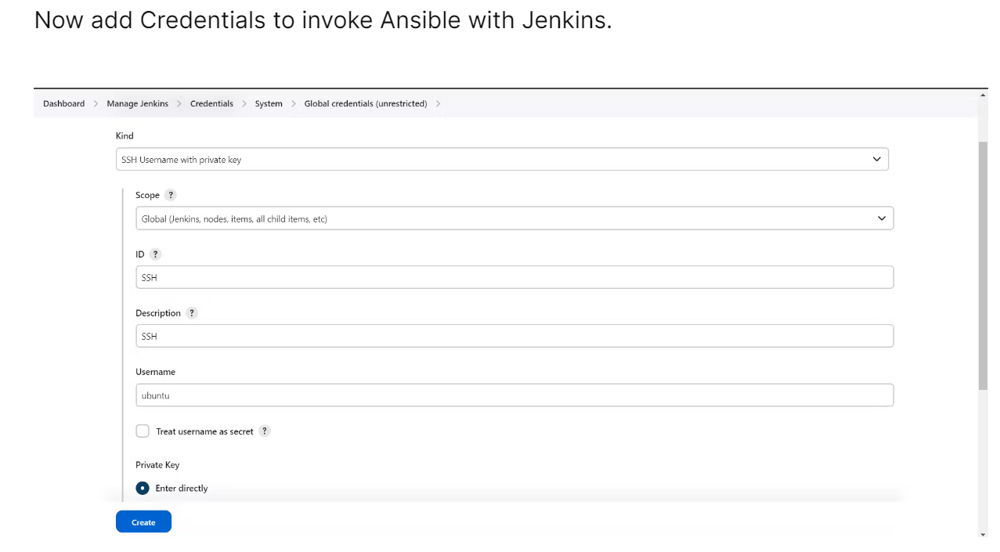 Now add Credentials to invoke Ansible with Jenkins.
Dashboard > Manage Jenkins > Credentials > System > Global credentials (unrestricted) >
Kind
SSH Username with private key
Scope ?
Global (Jenkins, nodes, items, all child items, etc)
ID ?
SSH
Description ?
SSH
Username
ubuntu
Treat username as secret ?
Private Key
Enter directly
Create